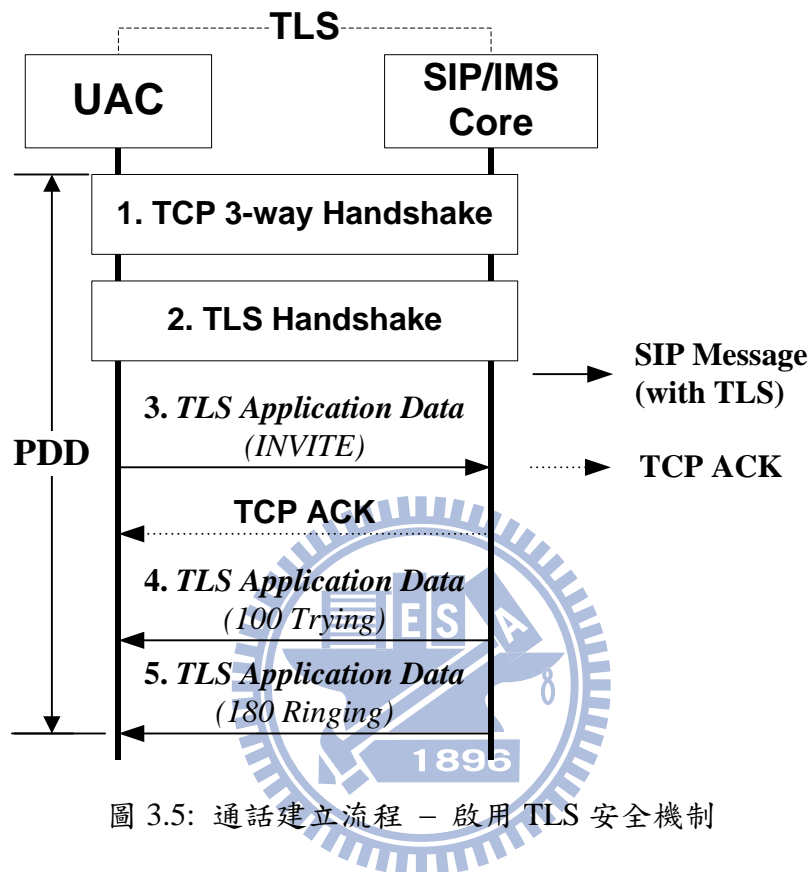 TLS
UAC
SIP/IMS
Core
1. TCP 3-way Handshake
2. TLS Handshake
SIP Message
(with TLS)
3. TLS Application Data
(INVITE)
PDD
TCP ACK
TCP ACK
4. TLS Application Data
(100 Trying)
E S A
5. TLS Application Data
(180 Ringing)
1896
圖 3.5: 通話建立流程 – 啟用 TLS 安全機制